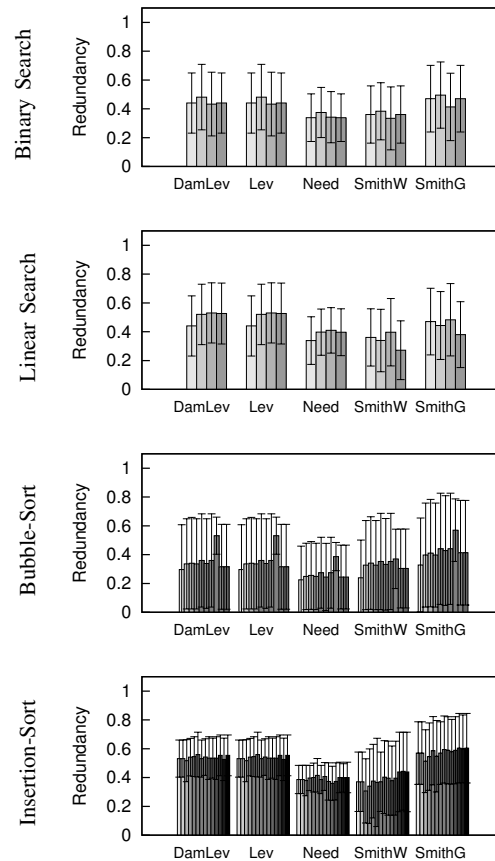 Binary Search
Redundancy
1
0.8
0.6
0.4
0.2
0
DamLev Lev Need SmithW SmithG
Linear Search
Redundancy
1
0.8
0.6
0.4
0.2
0
DamLev Lev Need SmithW SmithG
Bubble-Sort
Redundancy
1
0.8
0.6
0.4
0.2
0
DamLev Lev Need SmithW SmithG
Insertion-Sort
Redundancy
1
0.8
0.6
0.4
0.2
0
DamLev Lev Need SmithW SmithG